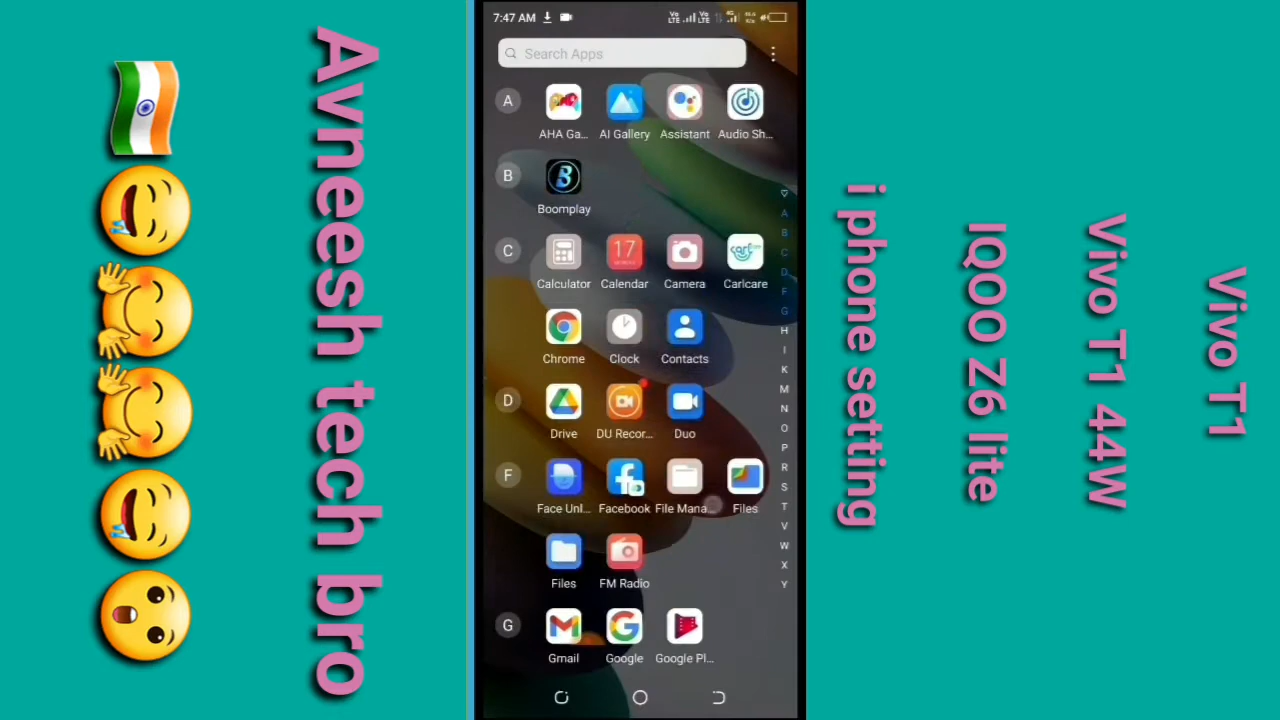 Avneesh tech bro
7:47 AM
Search Apps
A
AHA Ga...
AI Gallery
Assistant
Audio Sh...
B
Boomplay
C
Calculator
Calendar
Camera
Carlcare
Chrome
Clock
Contacts
D
Drive
DU Recor...
Duo
F
Face Unl...
Facebook
File Mana...
Files
Files
FM Radio
G
Gmail
Google
Google Pl...
A
B
C
D
F
G
H
I
K
M
N
O
P
R
S
T
V
W
X
Y
17
i phone setting
IQOO Z6 lite
Vivo T1 44W
Vivo T1